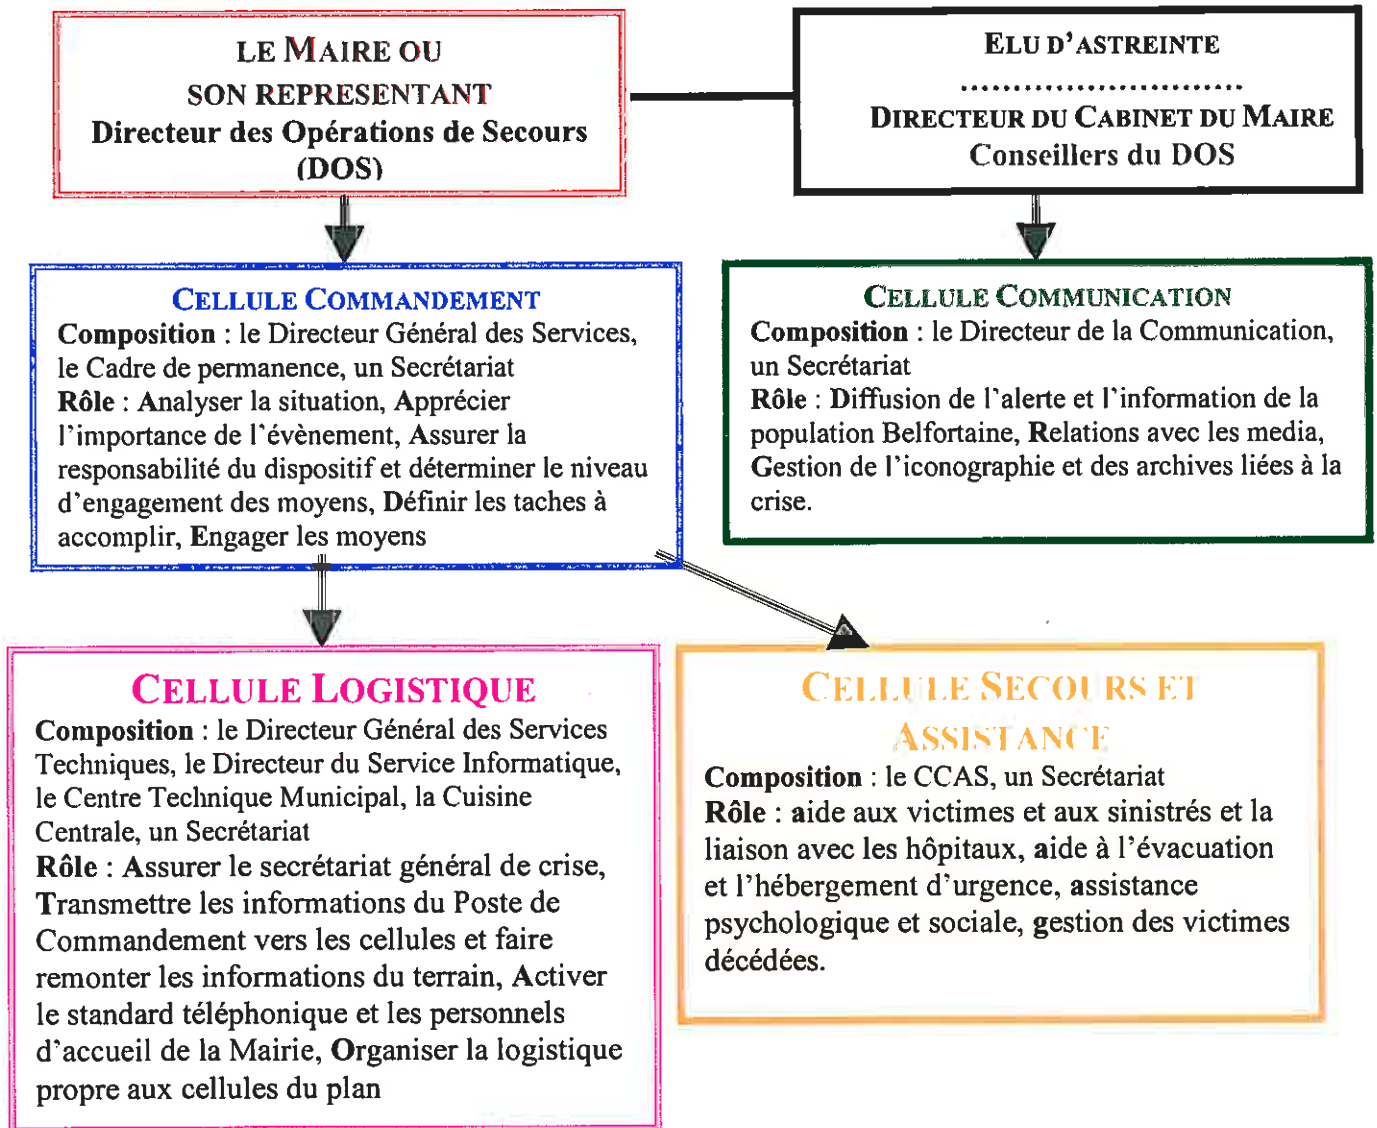 LE MAIRE OU
SON REPRESENTANT
Directeur des Opérations de Secours
(DOS)
ELU D'ASTREINTE
...........................
DIRECTEUR DU CABINET DU MAIRE
Conseillers du DOS
CELLULE COMMANDEMENT
Composition : le Directeur Général des Services,
le Cadre de permanence, un Secrétariat
Rôle : Analyser la situation, Apprécier
l'importance de l'évènement, Assurer la
responsabilité du dispositif et déterminer le niveau
d'engagement des moyens, Définir les taches à
accomplir, Engager les moyens
CELLULE COMMUNICATION
Composition : le Directeur de la Communication,
un Secrétariat
Rôle : Diffusion de l'alerte et l'information de la
population Belfortaine, Relations avec les media,
Gestion de l'iconographie et des archives liées à la
crise.
CELLULE LOGISTIQUE
Composition : le Directeur Général des Services
Techniques, le Directeur du Service Informatique,
le Centre Technique Municipal, la Cuisine
Centrale, un Secrétariat
Rôle : Assurer le secrétariat général de crise,
Transmettre les informations du Poste de
Commandement vers les cellules et faire
remonter les informations du terrain, Activer
le standard téléphonique et les personnels
d'accueil de la Mairie, Organiser la logistique
propre aux cellules du plan
CELLULE SECOURS ET
ASSISTANCE
Composition : le CCAS, un Secrétariat
Rôle : aide aux victimes et aux sinistrés et la
liaison avec les hôpitaux, aide à l'évacuation
et l'hébergement d'urgence, assistance
psychologique et sociale, gestion des victimes
décédées.